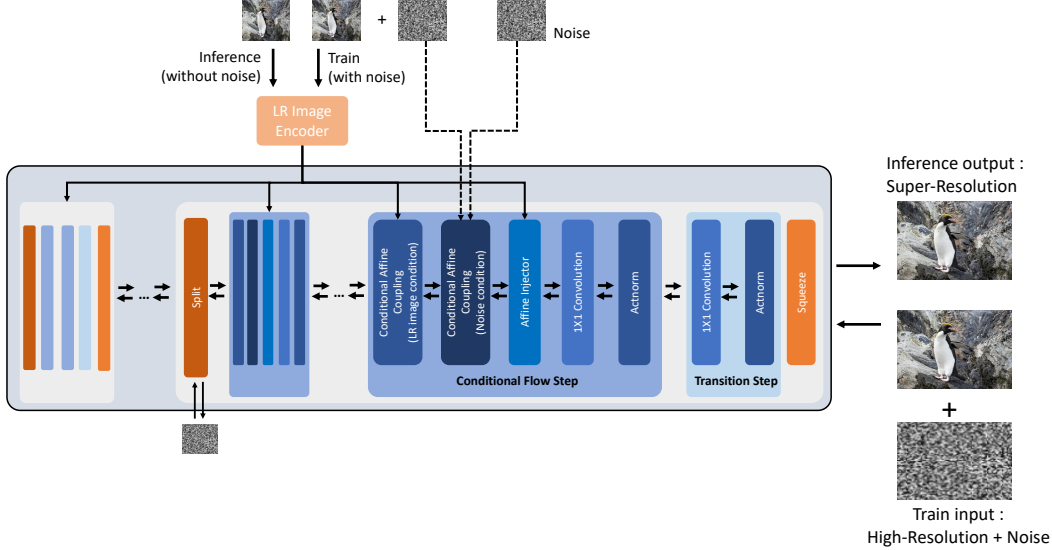 +
Noise
Inference
(without noise)
Train
(with noise)
LR Image
Encoder
Inference output :
Super-Resolution
...
Split
...
Conditional Affine
Coupling
(LR image condition)
Conditional Affine
Coupling
(Noise condition)
Affine Injector
1X1 Convolution
Actnorm
Conditional Flow Step
1X1 Convolution
Actnorm
Transition Step
Squeeze
+
Train input :
High-Resolution + Noise